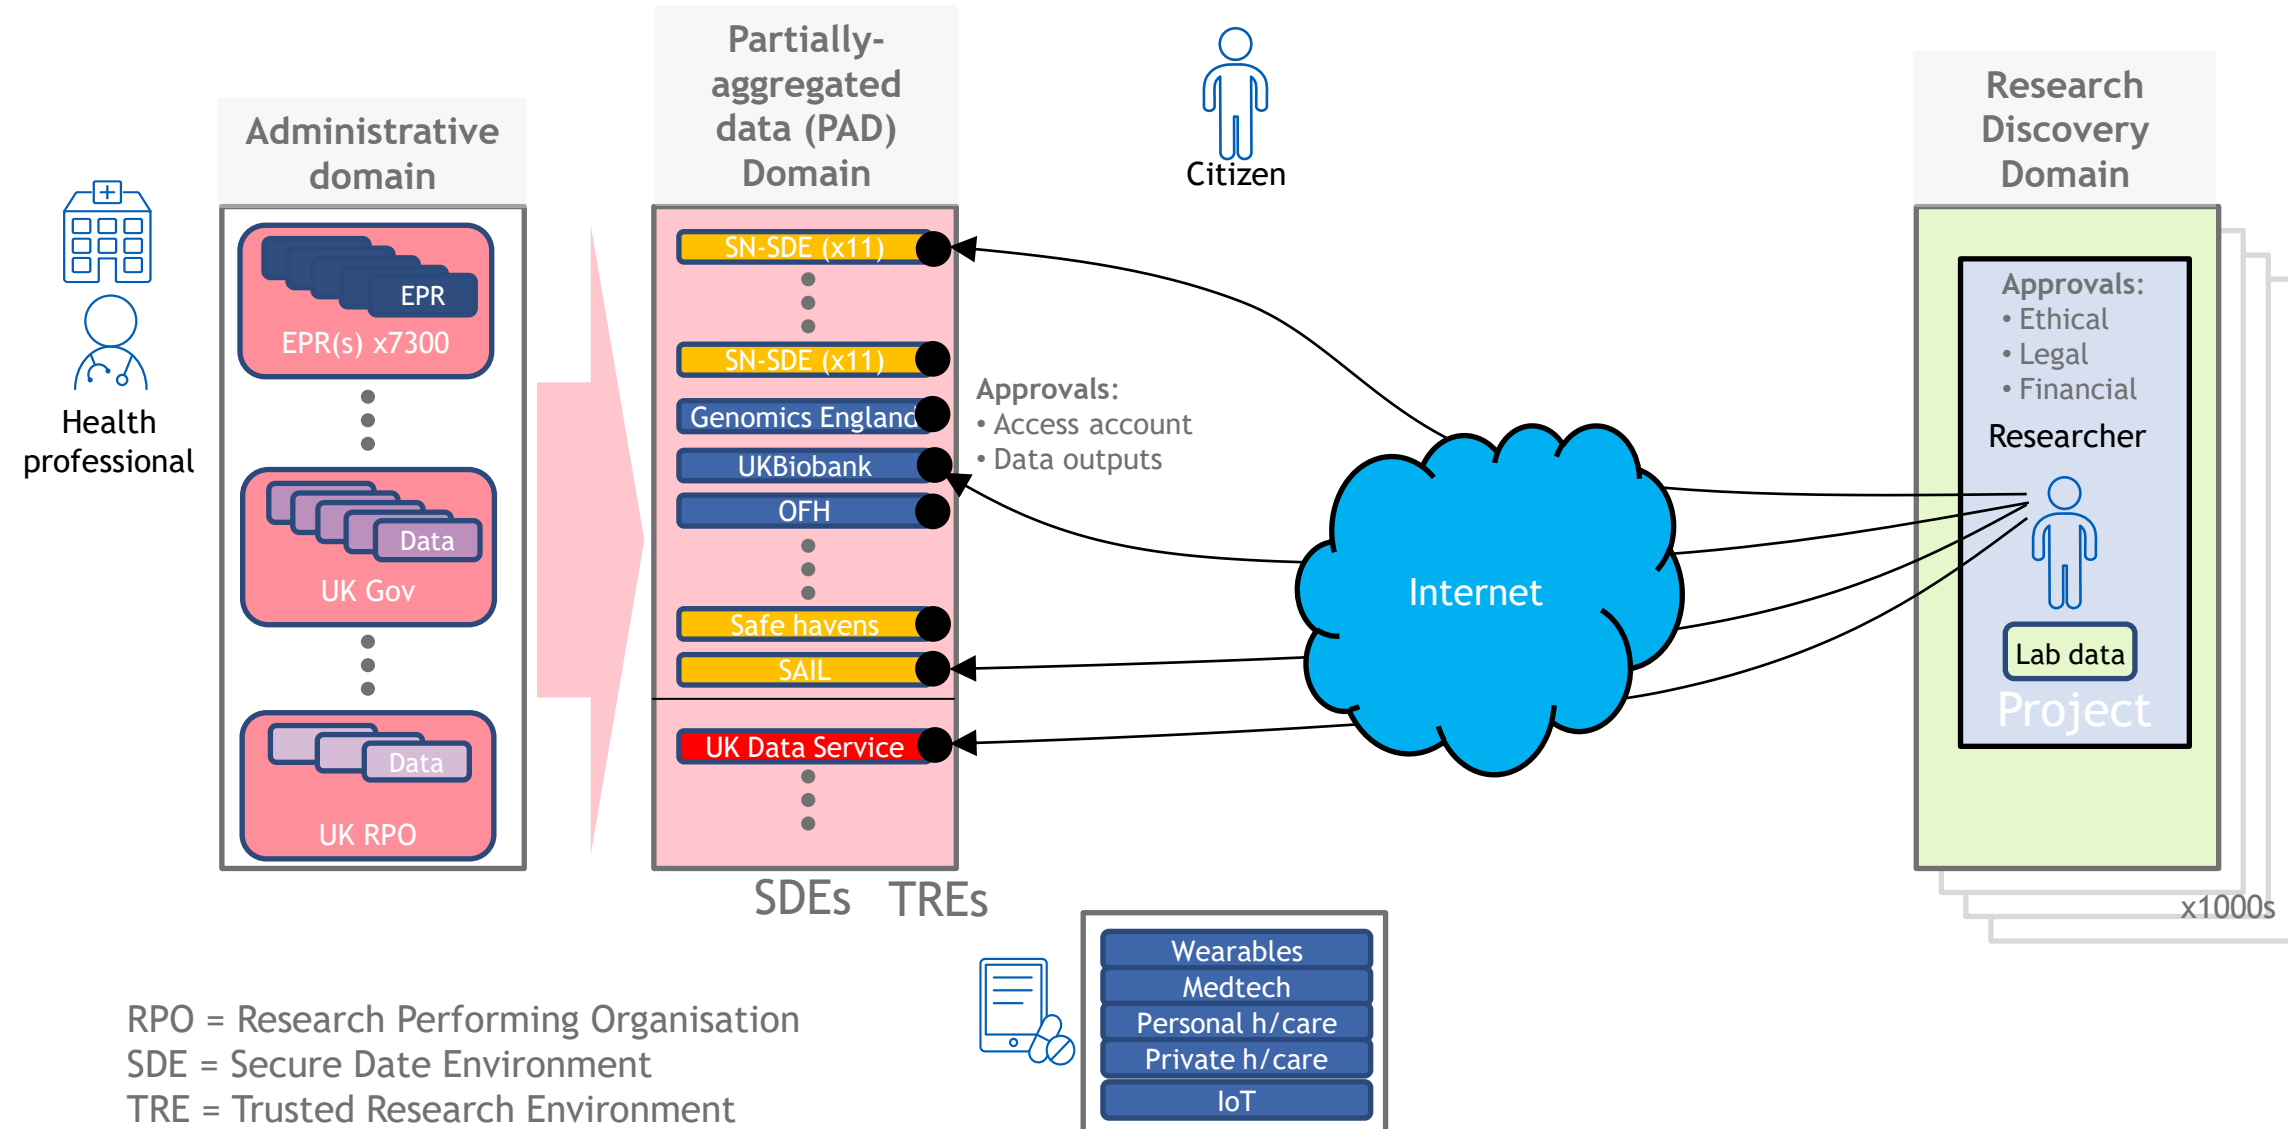 Administrative
domain
Health
professional
EPR
EPR(s) x7300
Data
UK Gov
Data
UK RPO
Partially-
aggregated
data (PAD)
Domain
SN-SDE (x11)
SN-SDE (x11)
Genomics England
UKBiobank
OFH
Safe havens
SAIL
UK Data Service
SDEs TREs
Approvals:
• Access account
• Data outputs
Citizen
Internet
Research
Discovery
Domain
Approvals:
• Ethical
• Legal
• Financial
Researcher
Lab data
Project
x1000s
Wearables
Medtech
Personal h/care
Private h/care
IoT
RPO = Research Performing Organisation
SDE = Secure Date Environment
TRE = Trusted Research Environment